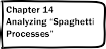 Chapter 14
Analyzing “Spaghetti
Processes”